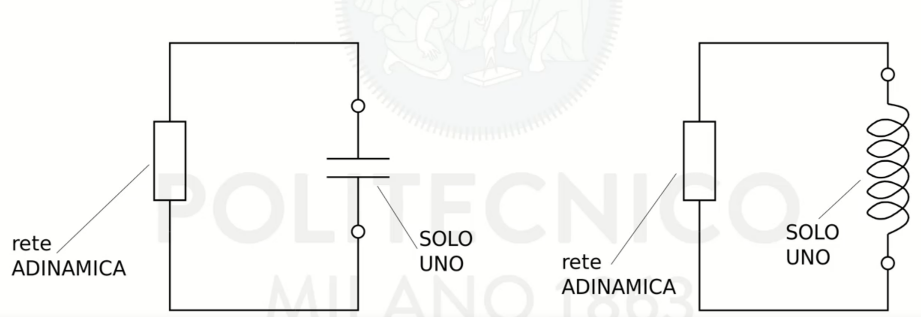 POLITECNICO
MILANO 1863
rete
ADINAMICA
SOLO
UNO
rete
ADINAMICA
SOLO
UNO